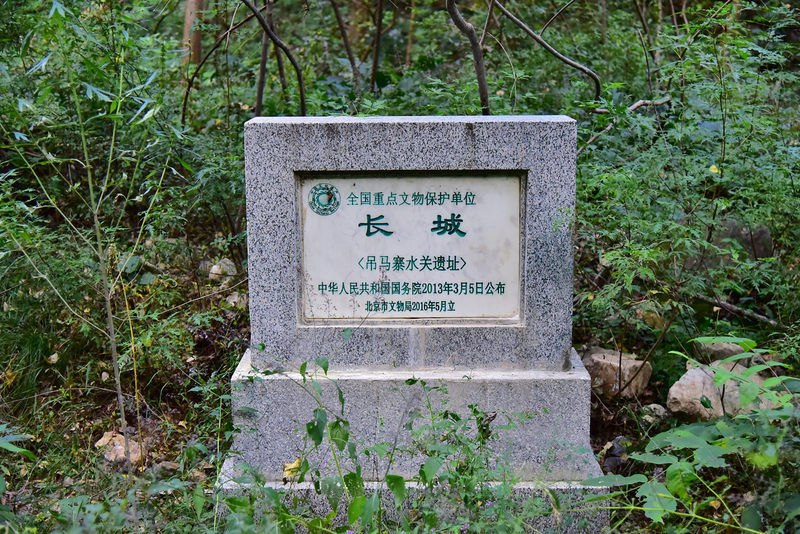 全国重点文物保护单位
长城
〈吊马寨水关遗址〉
中华人民共和国国务院2013年3月5日公布
北京市文物局2016年5月立